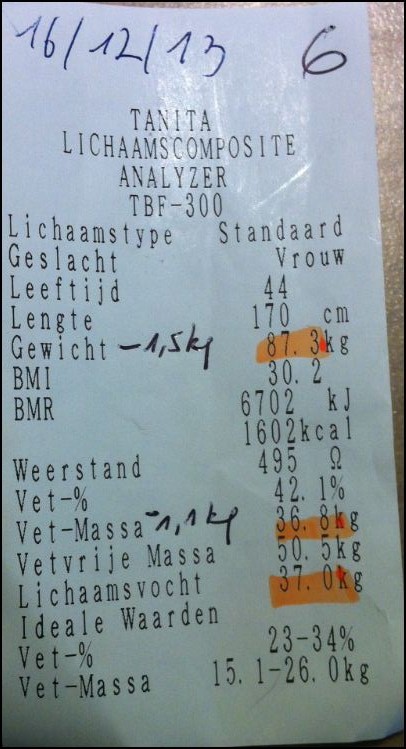 16/12/13 6
TANITA
LICHAAMSCOMPOSITE
ANALYZER
TBF-300
Lichaamstype Standaard
Geslacht Vrouw
Leeftijd 44
Lengte 170 cm
Gewicht -1,5kg 87.3kg
BMI 30.2
BMR 6702 kJ
1602kcal
Weerstand 495 Ω
Vet-% 42.1%
Vet-Massa -1,1kg 36.8kg
Vetvrije Massa 50.5kg
Lichaamsvocht 37.0kg
Ideale Waarden
Vet-% 23-34%
Vet-Massa 15.1-26.0kg